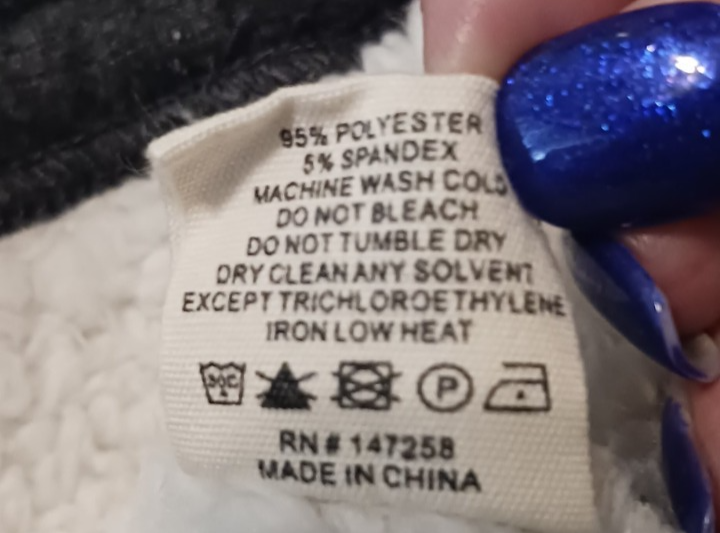 95% POLYESTER
5% SPANDEX
MACHINE WASH COLD
DO NOT BLEACH
DO NOT TUMBLE DRY
DRY CLEAN ANY SOLVENT
EXCEPT TRICHLOROETHYLENE
IRON LOW HEAT
30C P
RN # 147258
MADE IN CHINA